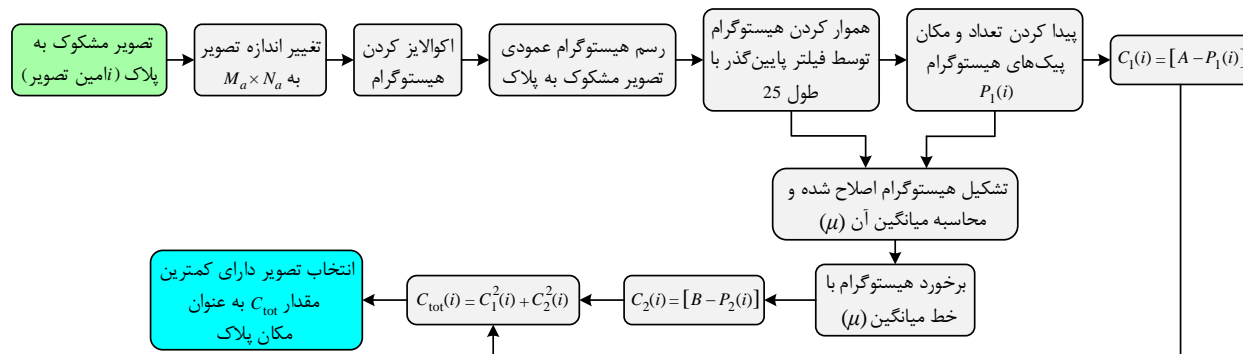 تصویر مشکوک به
پلاک (iامین تصویر)
تغییر اندازه تصویر
به Mₐ×Nₐ
اکوالایز کردن
هیستوگرام
رسم هیستوگرام عمودی
تصویر مشکوک به پلاک
هموار کردن هیستوگرام
توسط فیلتر پایین‌گذر با
طول 25
پیدا کردن تعداد و مکان
پیک‌های هیستوگرام
P₁(i)
C₁(i) = [A − P₁(i)]
تشکیل هیستوگرام اصلاح شده و
محاسبه میانگین آن (μ)
برخورد هیستوگرام با
خط میانگین (μ)
C₂(i) = [B − P₂(i)]
C_tot(i) = C₁²(i) + C₂²(i)
انتخاب تصویر دارای کمترین
مقدار C_tot به عنوان
مکان پلاک